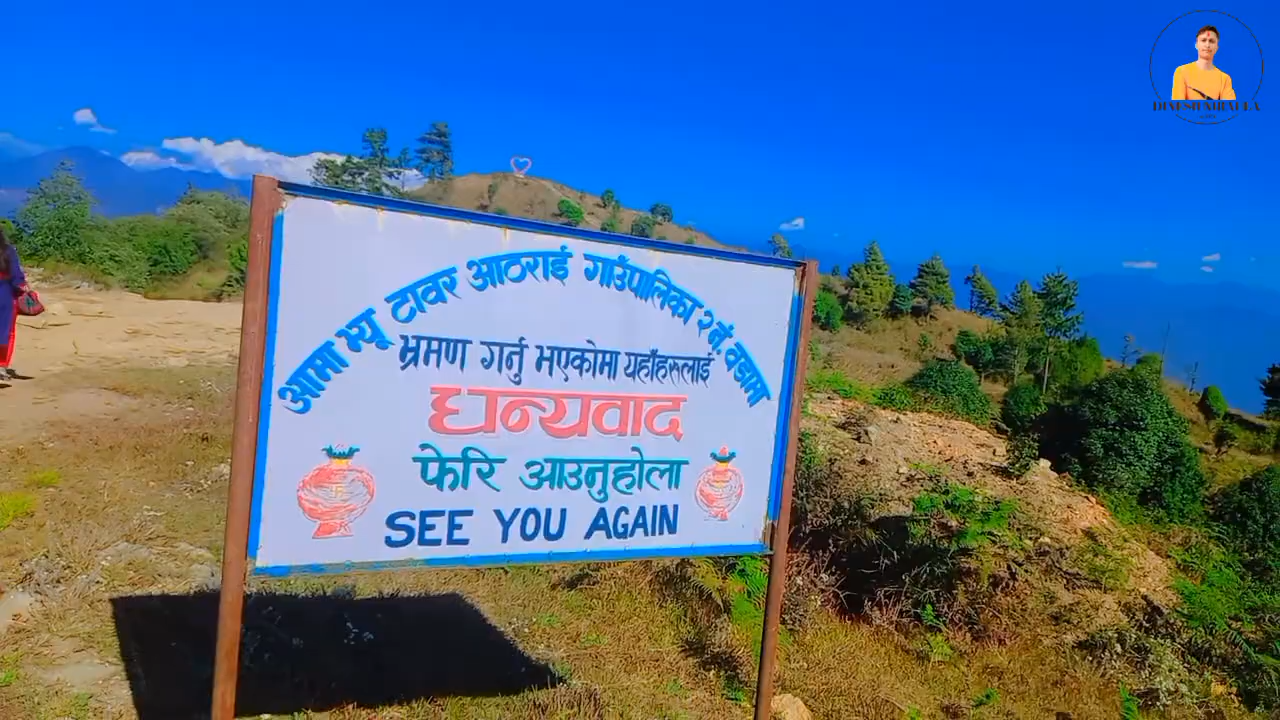 आमा भ्यू टावर आठराई गाउँपालिका २ नं. वडामा
भ्रमण गर्नु भएकोमा यहाँहरूलाई
धन्यवाद
फेरि आउनुहोला
SEE YOU AGAIN